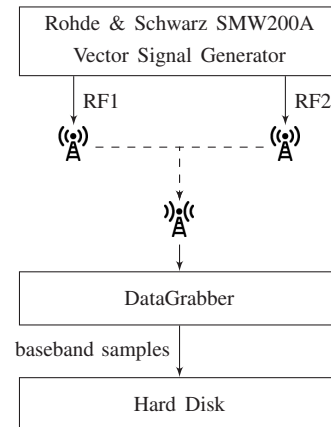 Rohde & Schwarz SMW200A
Vector Signal Generator
RF1
RF2
DataGrabber
baseband samples
Hard Disk